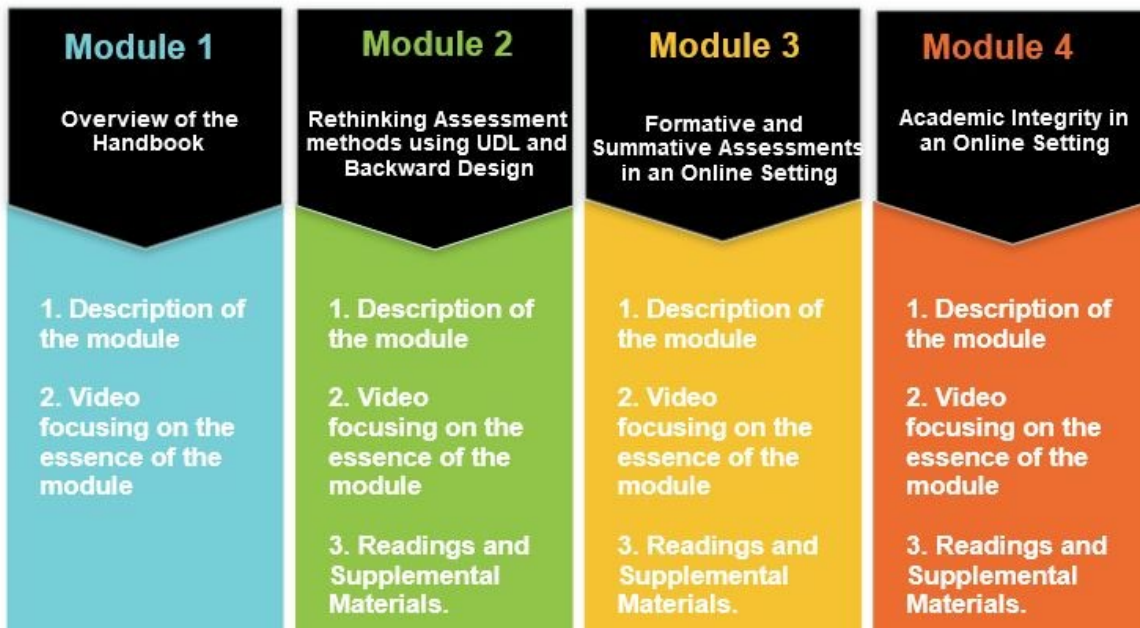 Module 1
Overview of the
Handbook
1. Description of
the module
2. Video
focusing on the
essence of the
module
Module 2
Rethinking Assessment
methods using UDL and
Backward Design
1. Description of
the module
2. Video
focusing on the
essence of the
module
3. Readings and
Supplemental
Materials.
Module 3
Formative and
Summative Assessments
in an Online Setting
1. Description of
the module
2. Video
focusing on the
essence of the
module
3. Readings and
Supplemental
Materials.
Module 4
Academic Integrity in
an Online Setting
1. Description of
the module
2. Video
focusing on the
essence of the
module
3. Readings and
Supplemental
Materials.